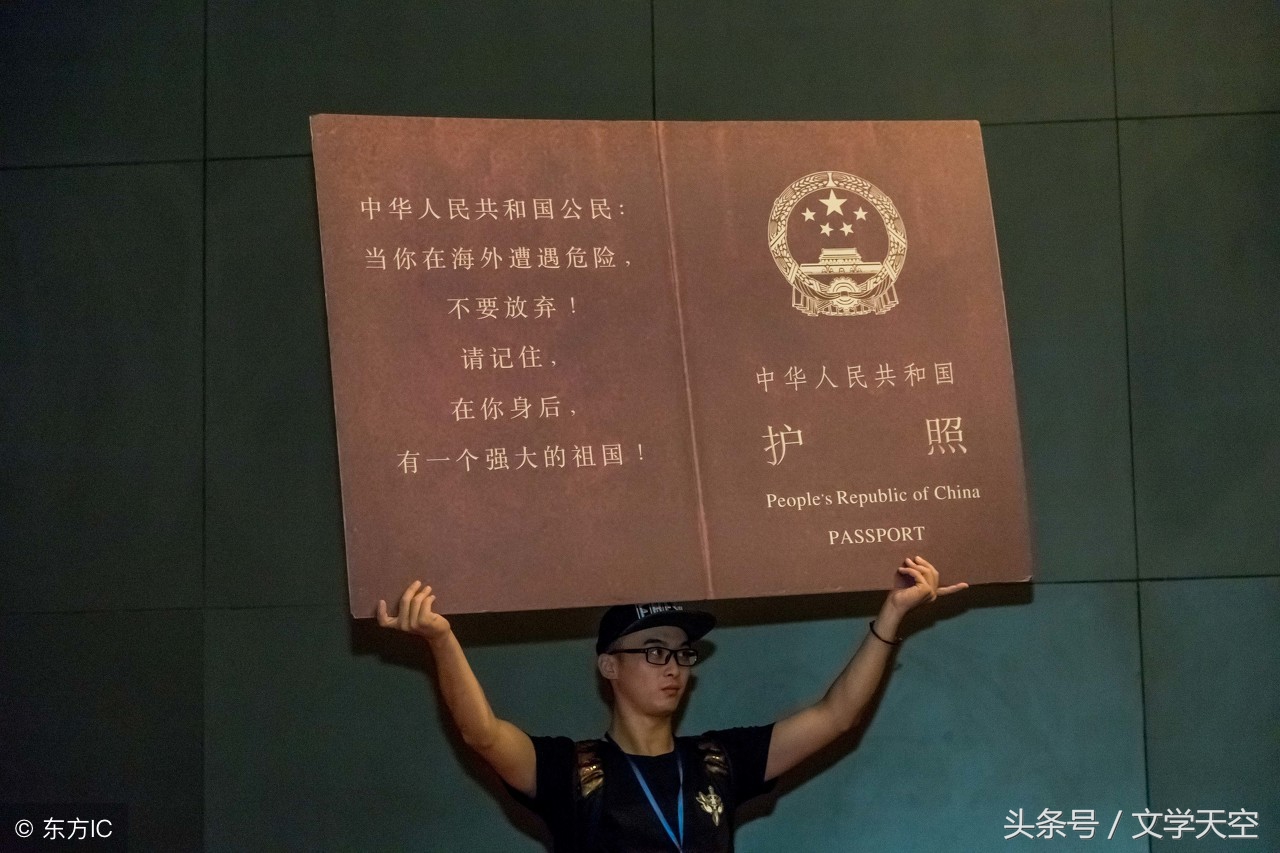 中华人民共和国公民：
当你在海外遭遇危险，
不要放弃！
请记住，
在你身后，
有一个强大的祖国！
中华人民共和国
护 照
People's Republic of China
PASSPORT
© 东方IC
头条号 / 文学天空